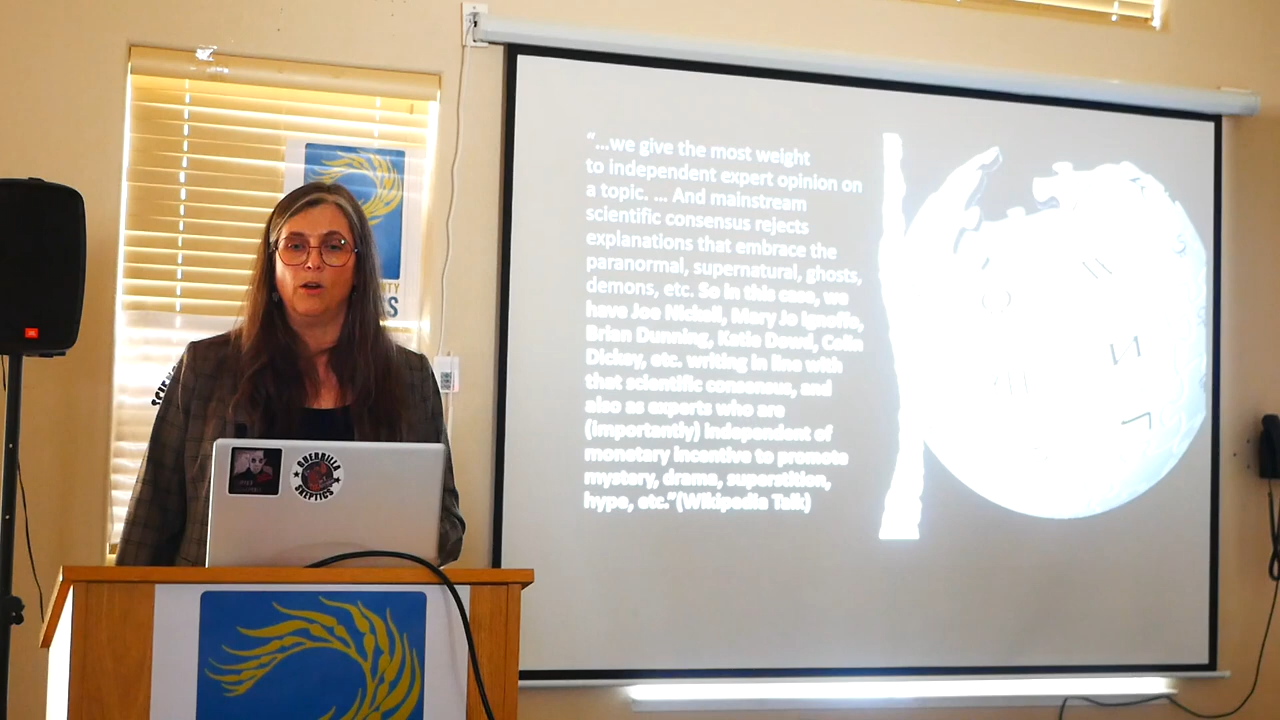 “...we give the most weight
to independent expert opinion on
a topic. ... And mainstream
scientific consensus rejects
explanations that embrace the
paranormal, supernatural, ghosts,
demons, etc. So in this case, we
have Joe Nickell, Mary Jo Ignoffo,
Brian Dunning, Katie Dowd, Colin
Dickey, etc. writing in line with
that scientific consensus, and
also as experts who are
(importantly) independent of
monetary incentive to promote
mystery, drama, superstition,
hype, etc.”(Wikipedia Talk)
GUERRILLA
SKEPTICS
JBL